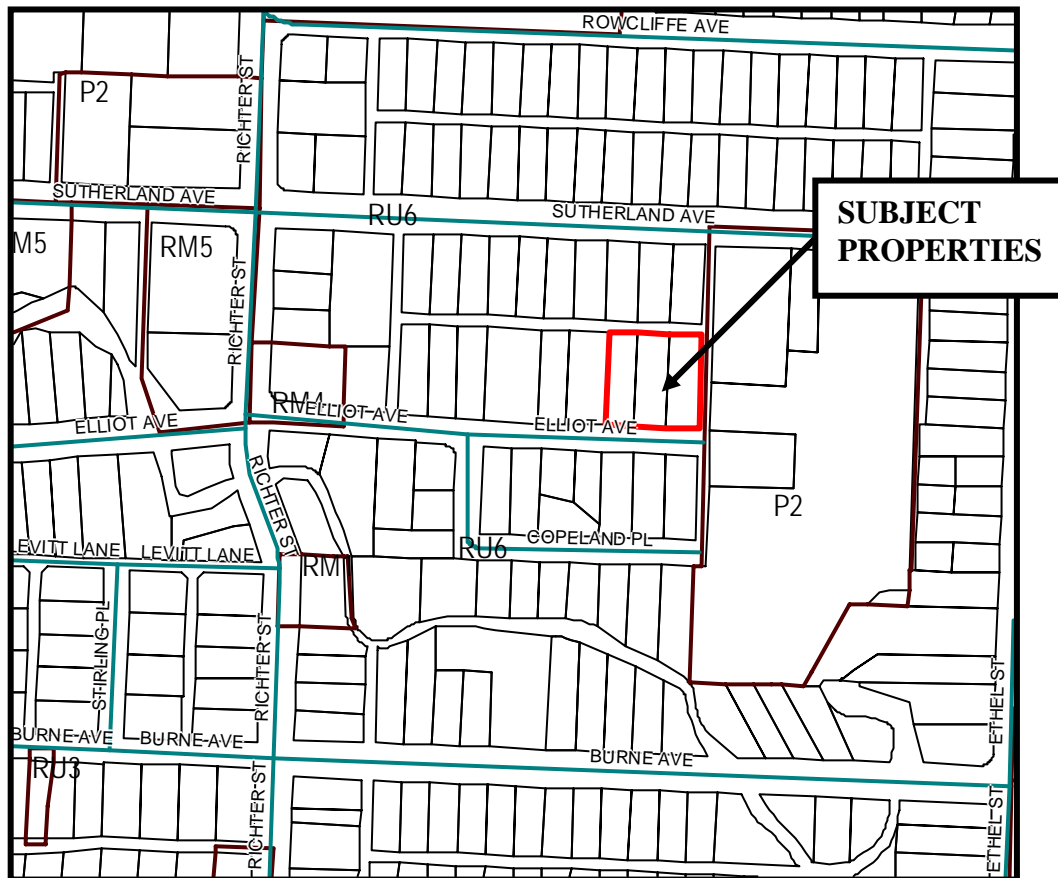 ROWCLIFFE AVE
RICHTER ST
P2
SUTHERLAND AVE
RU6
SUTHERLAND AVE
SUBJECT
PROPERTIES
M5
RM5
RICHTER ST
RM4
ELLIOT AVE
ELLIOT AVE
ELLIOT AVE
RICHTER ST
P2
COPELAND PL
RU6
LEVITT LANE
LEVITT LANE
RM
STIRLING PL
RICHTER ST
ETHEL ST
BURNE AVE
BURNE AVE
BURNE AVE
RU3
RICHTER ST
ETHEL ST